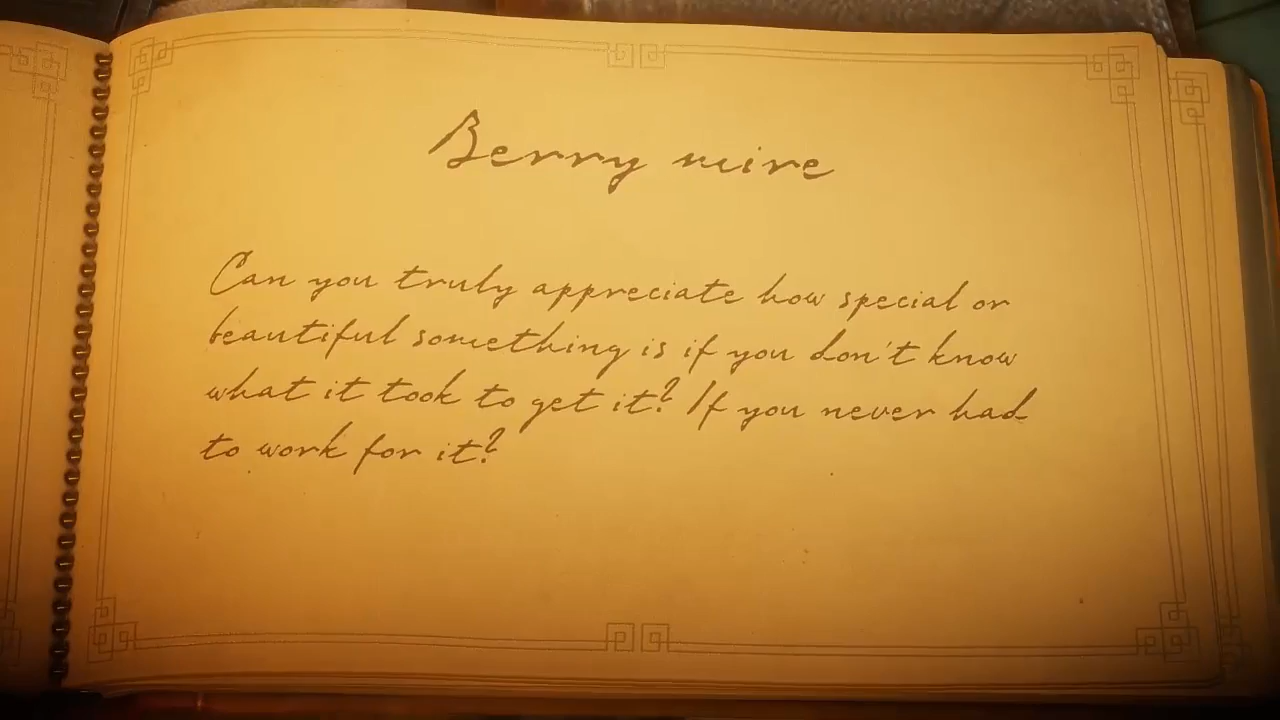 Berry mire
Can you truly appreciate how special or
beautiful something is if you don't know
what it took to get it? If you never had
to work for it?